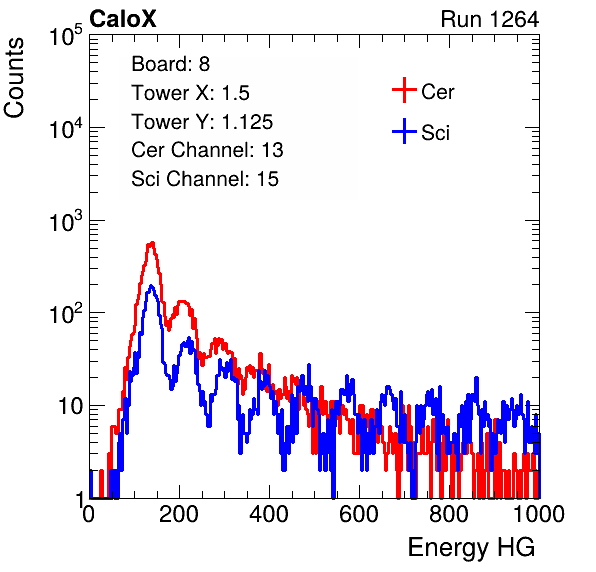 CaloX Run 1264
Counts
10^5
10^4
10^3
10^2
10
1
Board: 8
Tower X: 1.5
Tower Y: 1.125
Cer Channel: 13
Sci Channel: 15
Cer
Sci
0 200 400 600 800 1000
Energy HG